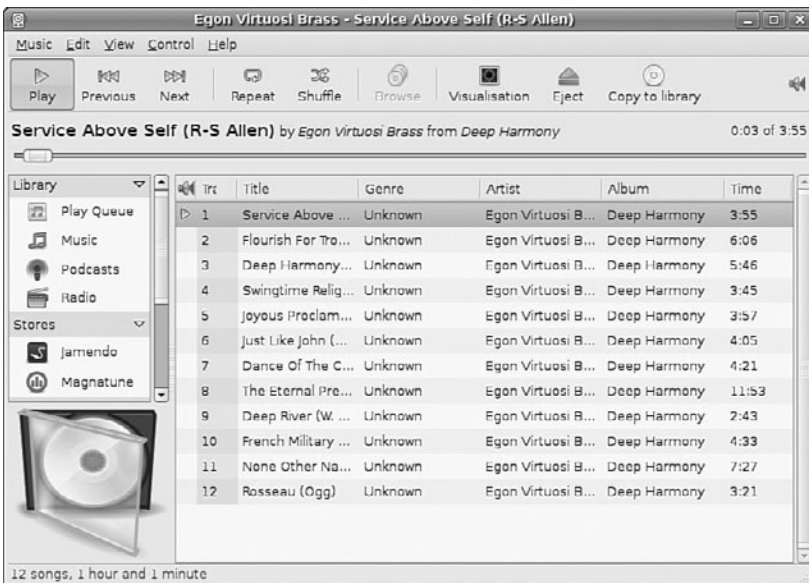 Egon Virtuosi Brass - Service Above Self (R-S Allen)
Music Edit View Control Help
Play Previous Next Repeat Shuffle Browse Visualisation Eject Copy to library
Service Above Self (R-S Allen) by Egon Virtuosi Brass from Deep Harmony 0:03 of 3:55
Library
Play Queue
Music
Podcasts
Radio
Stores
Jamendo
Magnatune
Title Genre Artist Album Time
1 Service Above ... Unknown Egon Virtuosi B... Deep Harmony 3:55
2 Flourish For Tro... Unknown Egon Virtuosi B... Deep Harmony 6:06
3 Deep Harmony... Unknown Egon Virtuosi B... Deep Harmony 5:46
4 Swingtime Relig... Unknown Egon Virtuosi B... Deep Harmony 3:45
5 Joyous Proclam... Unknown Egon Virtuosi B... Deep Harmony 3:57
6 Just Like John (... Unknown Egon Virtuosi B... Deep Harmony 4:05
7 Dance Of The C... Unknown Egon Virtuosi B... Deep Harmony 4:21
8 The Eternal Pre... Unknown Egon Virtuosi B... Deep Harmony 11:53
9 Deep River (W. ... Unknown Egon Virtuosi B... Deep Harmony 2:43
10 French Military ... Unknown Egon Virtuosi B... Deep Harmony 4:33
11 None Other Na... Unknown Egon Virtuosi B... Deep Harmony 7:27
12 Rosseau (Ogg) Unknown Egon Virtuosi B... Deep Harmony 3:21
12 songs, 1 hour and 1 minute